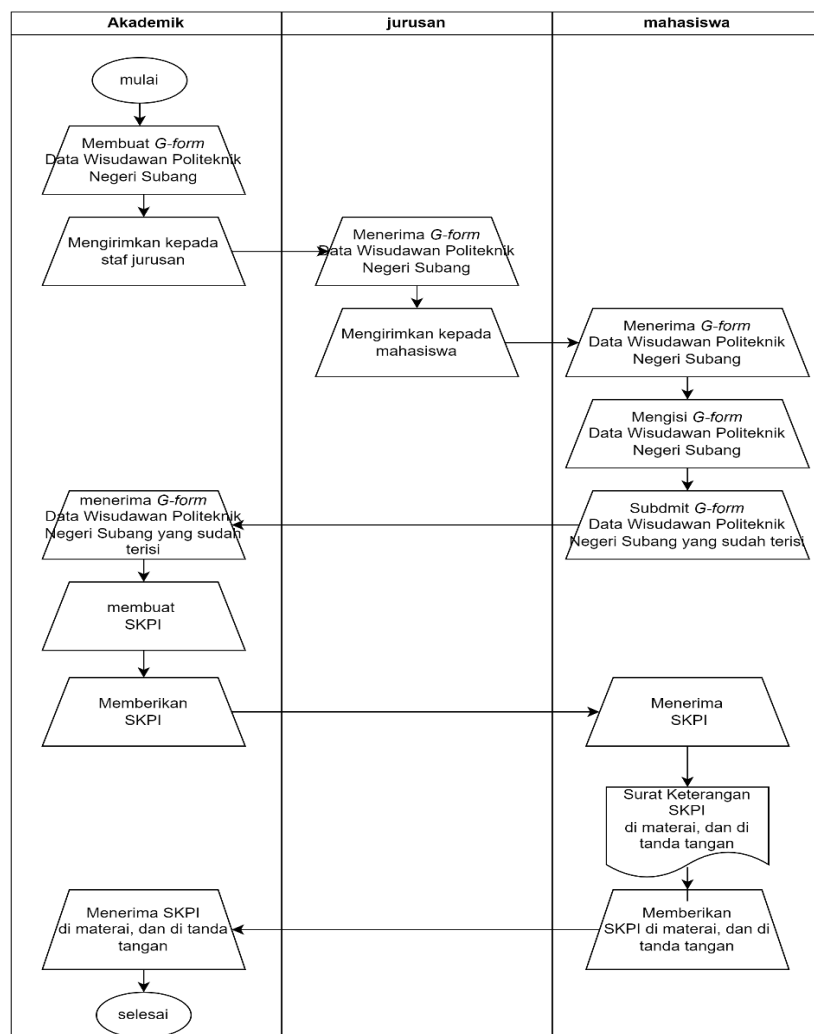 Akademik
jurusan
mahasiswa
mulai
Membuat G-form
Data Wisudawan Politeknik
Negeri Subang
Mengirimkan kepada
staf jurusan
Menerima G-form
Data Wisudawan Politeknik
Negeri Subang
Mengirimkan kepada
mahasiswa
Menerima G-form
Data Wisudawan Politeknik
Negeri Subang
Mengisi G-form
Data Wisudawan Politeknik
Negeri Subang
Subdmit G-form
Data Wisudawan Politeknik
Negeri Subang yang sudah terisi
menerima G-form
Data Wisudawan Politeknik
Negeri Subang yang sudah
terisi
membuat
SKPI
Memberikan
SKPI
Menerima
SKPI
Surat Keterangan
SKPI
di materai, dan di
tanda tangan
Memberikan
SKPI di materai, dan di
tanda tangan
Menerima SKPI
di materai, dan di tanda
tangan
selesai